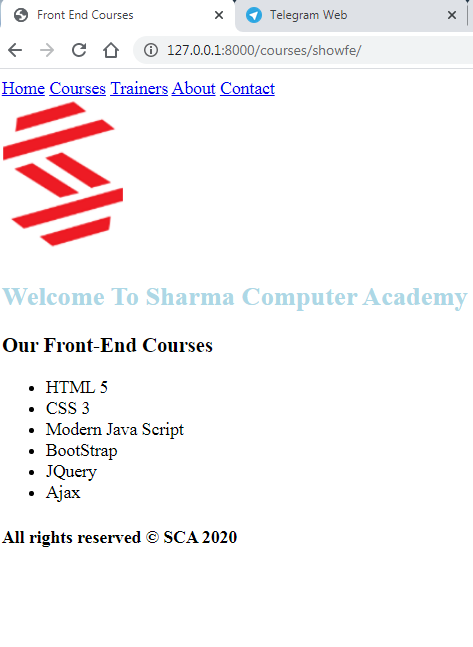 Front End Courses
Telegram Web
127.0.0.1:8000/courses/showfe/
Home Courses Trainers About Contact
Welcome To Sharma Computer Academy
Our Front-End Courses
HTML 5
CSS 3
Modern Java Script
BootStrap
JQuery
Ajax
All rights reserved © SCA 2020